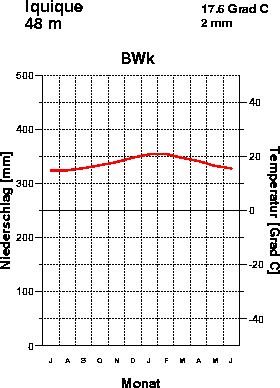 Iquique
17.6 Grad C
48 m
2 mm
BWk
500
400
300
200
100
0
Niederschlag [mm]
40
20
0
-20
-40
Temperatur [Grad C]
J A S O N D J F M A M J
Monat